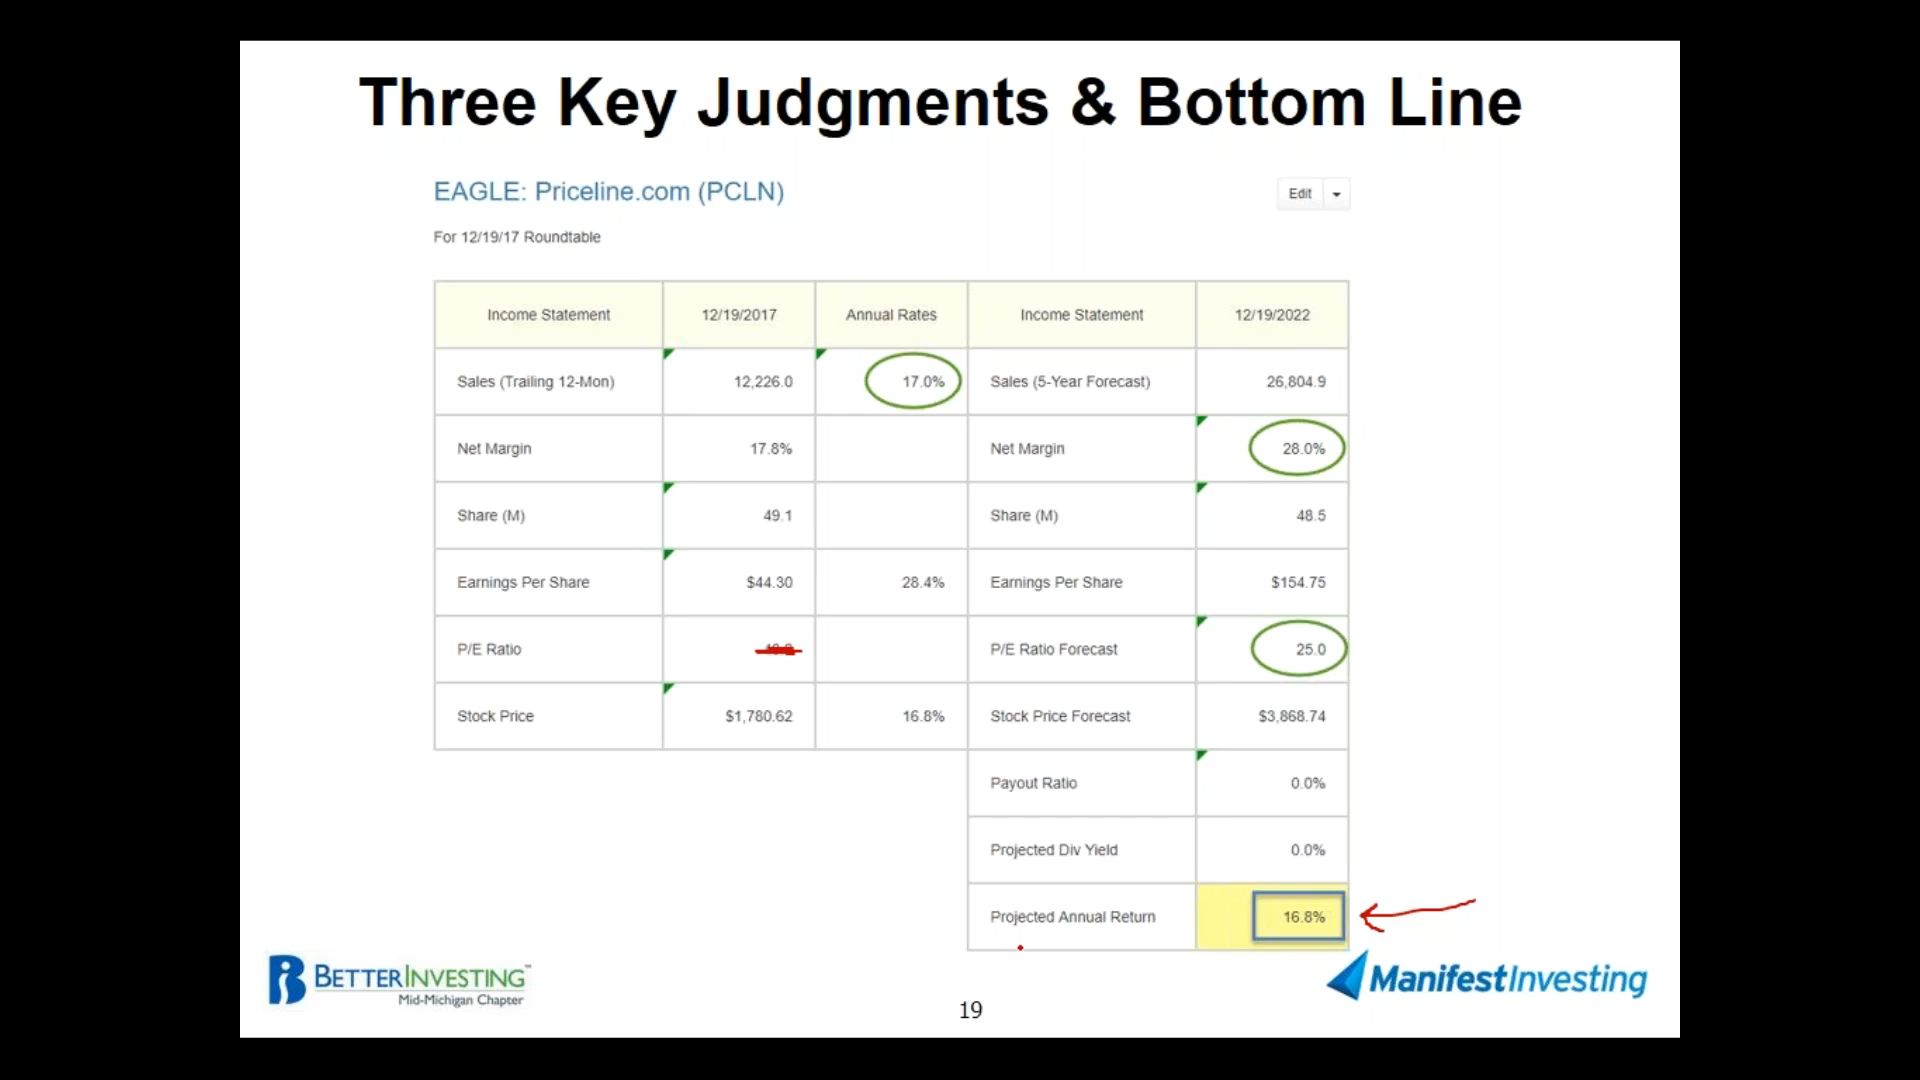 Three Key Judgments & Bottom Line
EAGLE: Priceline.com (PCLN)
Edit
For 12/19/17 Roundtable
Income Statement 12/19/2017 Annual Rates Income Statement 12/19/2022
Sales (Trailing 12-Mon) 12,226.0 17.0% Sales (5-Year Forecast) 26,804.9
Net Margin 17.8% Net Margin 28.0%
Share (M) 49.1 Share (M) 48.5
Earnings Per Share $44.30 28.4% Earnings Per Share $154.75
P/E Ratio P/E Ratio Forecast 25.0
Stock Price $1,780.62 16.8% Stock Price Forecast $3,868.74
Payout Ratio 0.0%
Projected Div Yield 0.0%
Projected Annual Return 16.8%
BETTERINVESTING™
Mid-Michigan Chapter
19
ManifestInvesting